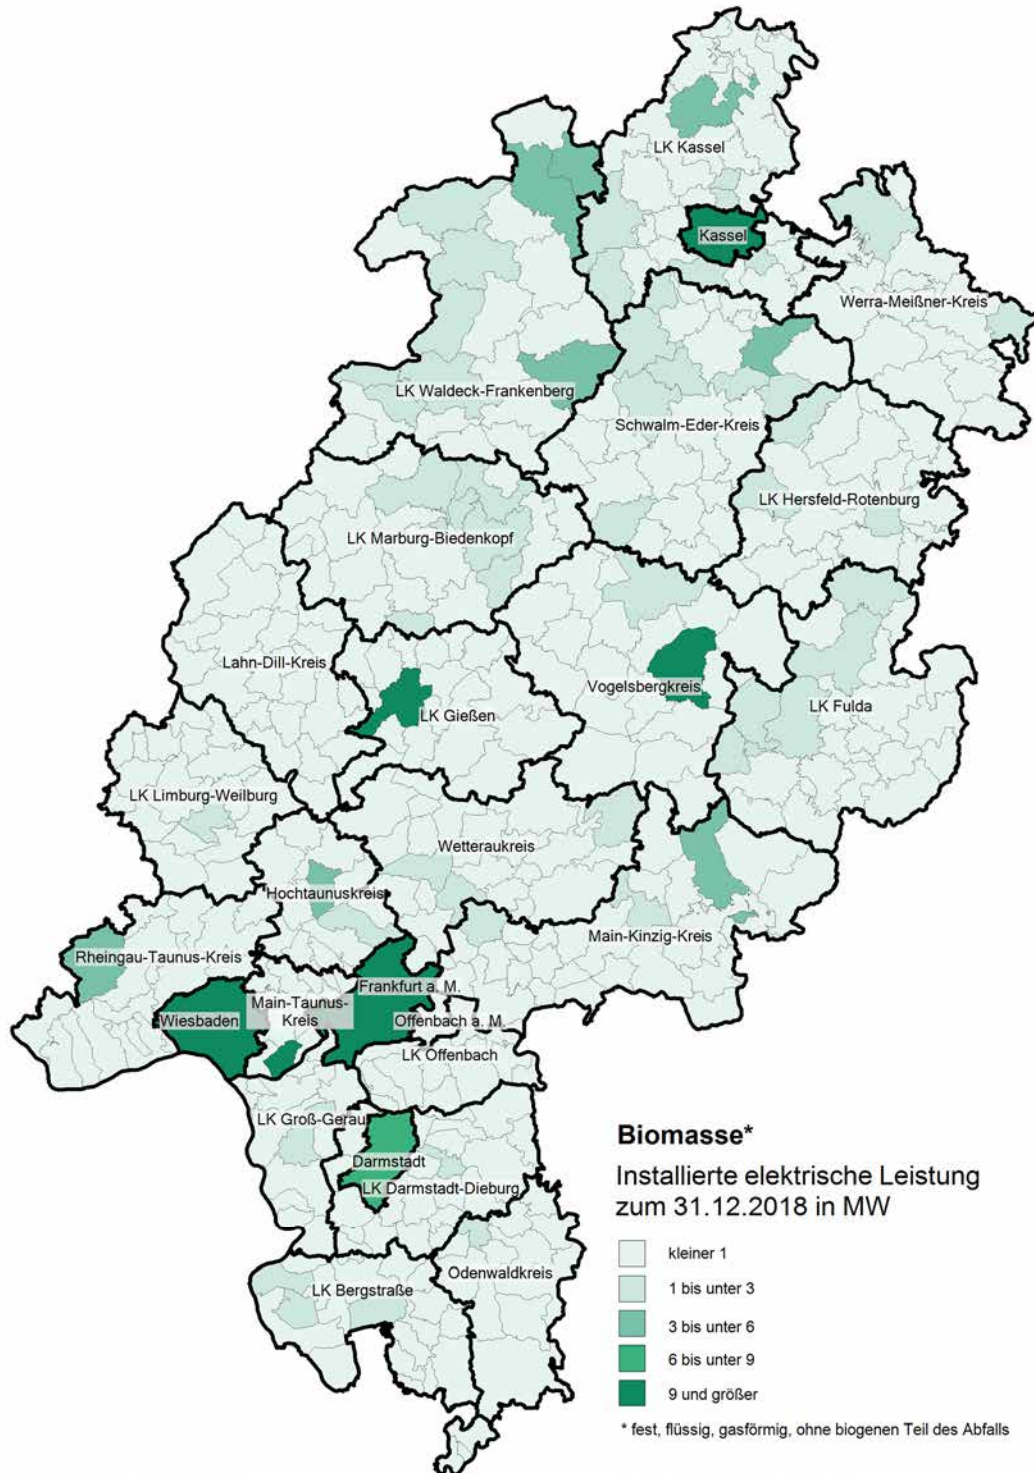 LK Kassel
Kassel
Werra-Meißner-Kreis
LK Waldeck-Frankenberg
Schwalm-Eder-Kreis
LK Hersfeld-Rotenburg
LK Marburg-Biedenkopf
Lahn-Dill-Kreis
Vogelsbergkreis
LK Gießen
LK Fulda
LK Limburg-Weilburg
Wetteraukreis
Hochtaunuskreis
Main-Kinzig-Kreis
Rheingau-Taunus-Kreis
Frankfurt a. M.
Main-Taunus-
Kreis
Wiesbaden
Offenbach a. M.
LK Offenbach
LK Groß-Gerau
Darmstadt
LK Darmstadt-Dieburg
Odenwaldkreis
LK Bergstraße
Biomasse*
Installierte elektrische Leistung
zum 31.12.2018 in MW
kleiner 1
1 bis unter 3
3 bis unter 6
6 bis unter 9
9 und größer
* fest, flüssig, gasförmig, ohne biogenen Teil des Abfalls